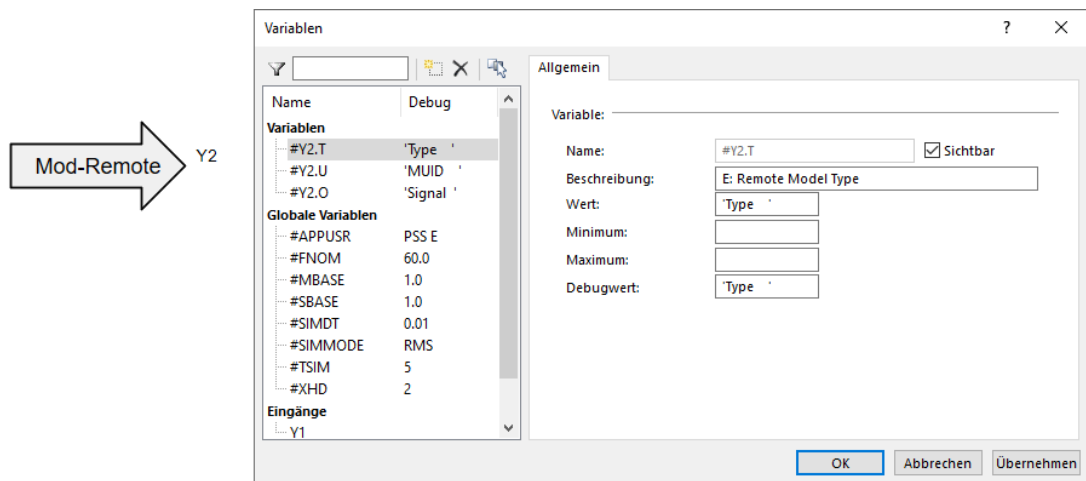 Mod-Remote
Y2
Variablen
?
Allgemein
Name Debug
Variablen
#Y2.T 'Type '
#Y2.U 'MUID '
#Y2.O 'Signal '
Globale Variablen
#APPUSR PSS E
#FNOM 60.0
#MBASE 1.0
#SBASE 1.0
#SIMDT 0.01
#SIMMODE RMS
#TSIM 5
#XHD 2
Eingänge
Y1
Variable:
Name: #Y2.T Sichtbar
Beschreibung: E: Remote Model Type
Wert: 'Type '
Minimum:
Maximum:
Debugwert: 'Type '
OK Abbrechen Übernehmen